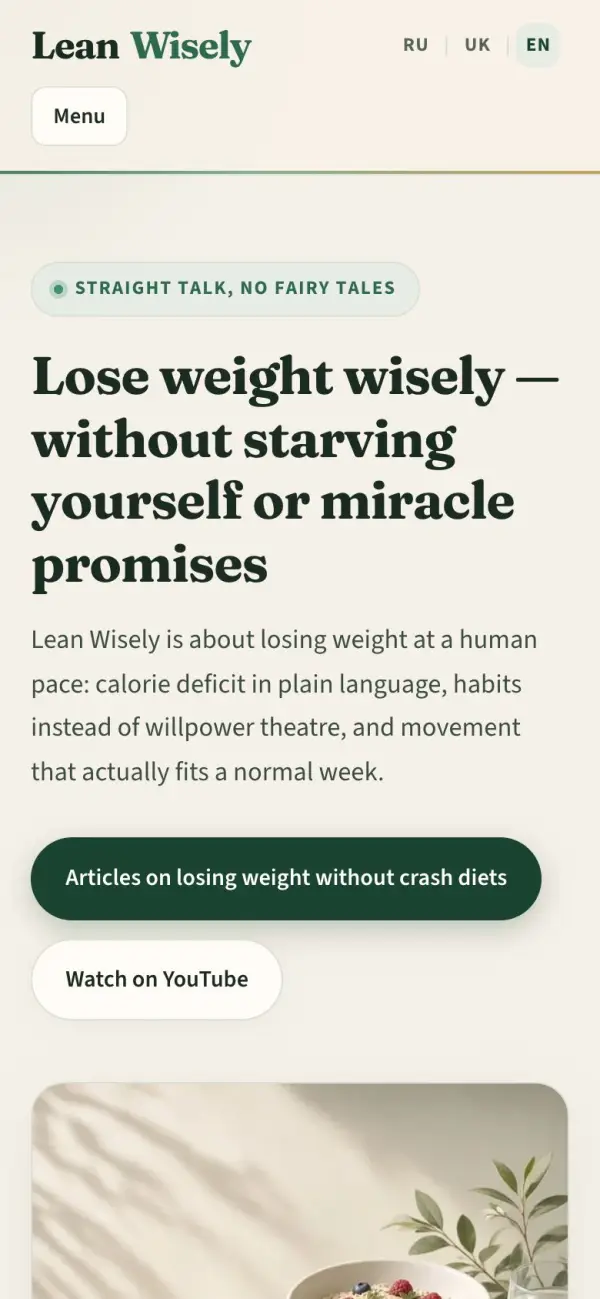 Lean Wisely
RU UK EN
Menu
STRAIGHT TALK, NO FAIRY TALES
Lose weight wisely —
without starving
yourself or miracle
promises
Lean Wisely is about losing weight at a human
pace: calorie deficit in plain language, habits
instead of willpower theatre, and movement
that actually fits a normal week.
Articles on losing weight without crash diets
Watch on YouTube